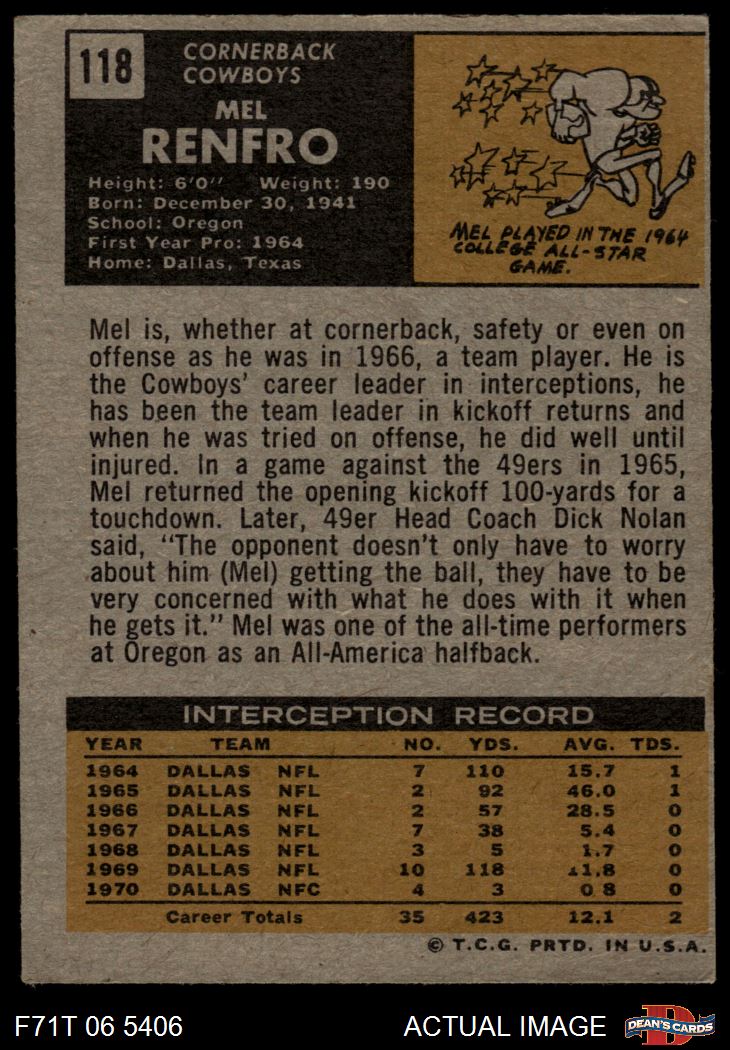 118
CORNERBACK
COWBOYS
MEL
RENFRO
Height: 6'0" Weight: 190
Born: December 30, 1941
School: Oregon
First Year Pro: 1964
Home: Dallas, Texas
MEL PLAYED IN THE 1964
COLLEGE ALL-STAR
GAME.
Mel is, whether at cornerback, safety or even on
offense as he was in 1966, a team player. He is
the Cowboys' career leader in interceptions, he
has been the team leader in kickoff returns and
when he was tried on offense, he did well until
injured. In a game against the 49ers in 1965,
Mel returned the opening kickoff 100-yards for a
touchdown. Later, 49er Head Coach Dick Nolan
said, "The opponent doesn't only have to worry
about him (Mel) getting the ball, they have to be
very concerned with what he does with it when
he gets it." Mel was one of the all-time performers
at Oregon as an All-America halfback.
INTERCEPTION RECORD
YEAR TEAM NO. YDS. AVG. TDS.
1964 DALLAS NFL 7 110 15.7 1
1965 DALLAS NFL 2 92 46.0 1
1966 DALLAS NFL 2 57 28.5 0
1967 DALLAS NFL 7 38 5.4 0
1968 DALLAS NFL 3 5 1.7 0
1969 DALLAS NFL 10 118 11.8 0
1970 DALLAS NFC 4 3 0.8 0
Career Totals 35 423 12.1 2
© T.C.G. PRTD. IN U.S.A.
F71T 06 5406 ACTUAL IMAGE D DEAN'S CARDS